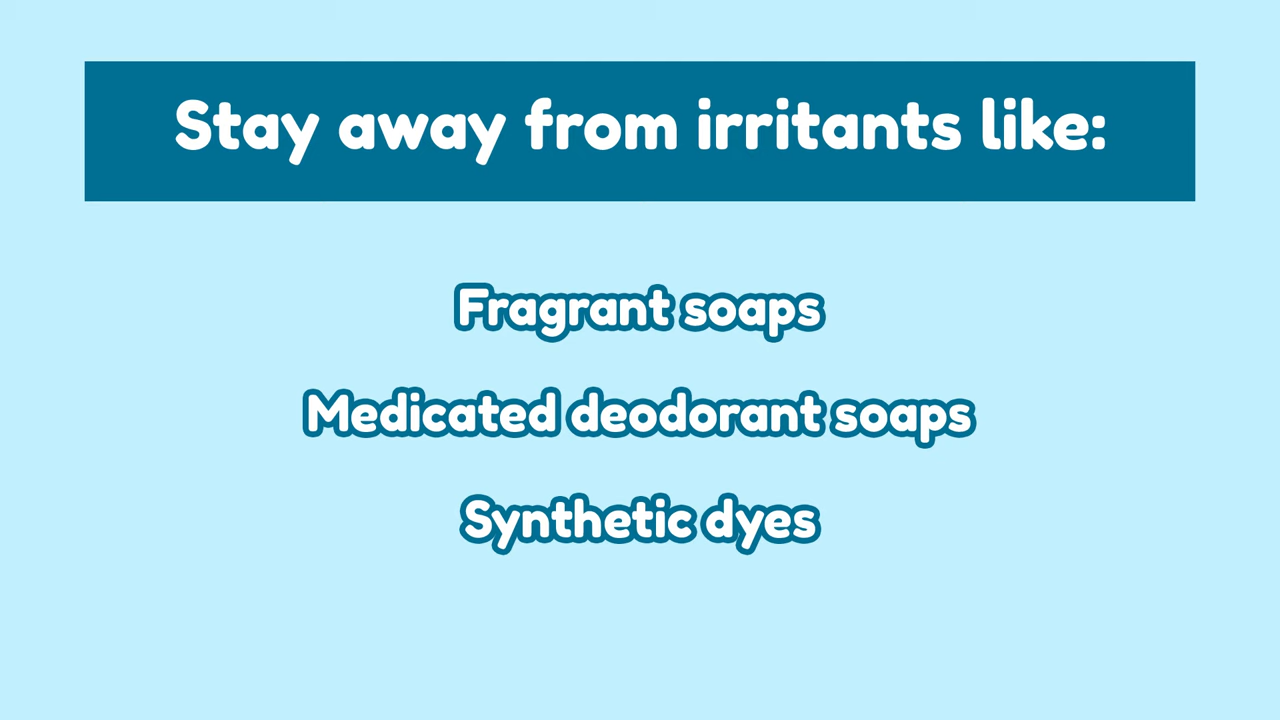 Stay away from irritants like:
Fragrant soaps
Medicated deodorant soaps
Synthetic dyes